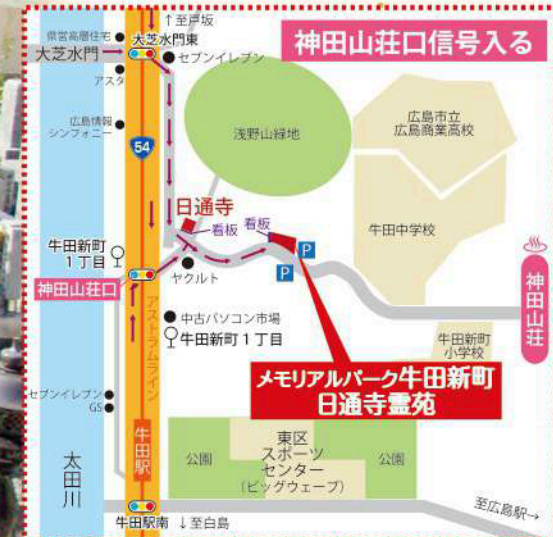 神田山荘口信号入る
↑至戸坂
県営高層住宅
大芝水門東
大芝水門
セブンイレブン
アスタ
広島情報
シンフォニー
54
浅野山緑地
広島市立
広島商業高校
日通寺
看板
看板
牛田中学校
牛田新町
1丁目
P
P
ヤクルト
神田山荘口
神田山荘
中古パソコン市場
牛田新町1丁目
アストラムライン
牛田新町
小学校
メモリアルパーク牛田新町
日通寺霊苑
セブンイレブン
GS
牛田駅
太田川
公園
東区
スポーツ
センター
(ビッグウェーブ)
公園
至広島駅→
牛田駅南
↓至白島